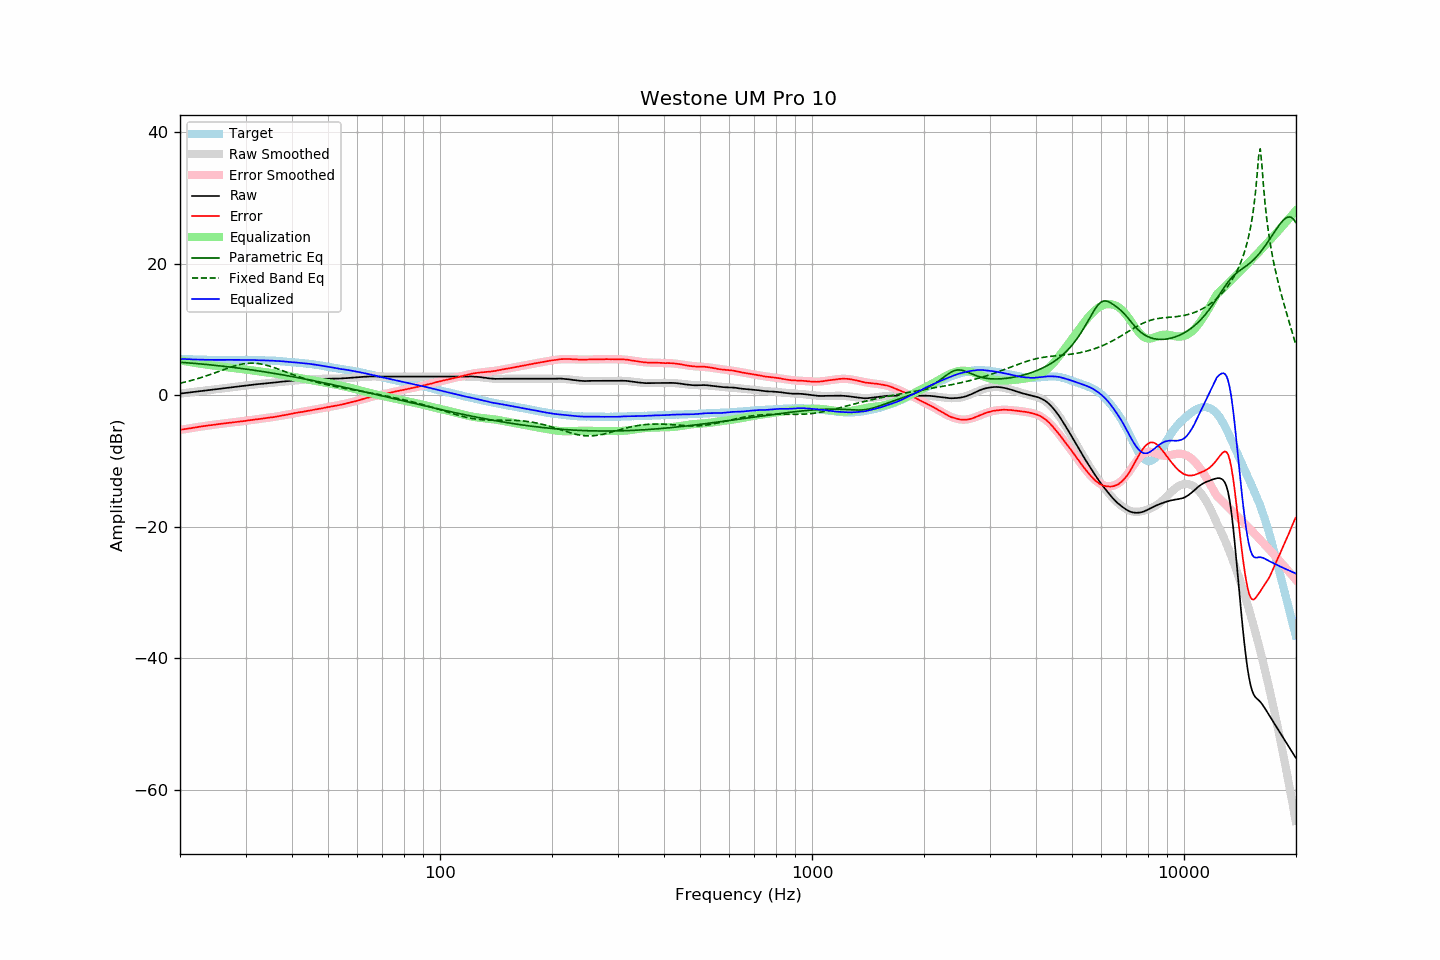 Westone UM Pro 10
Target
Raw Smoothed
Error Smoothed
Raw
Error
Equalization
Parametric Eq
Fixed Band Eq
Equalized
40
20
0
−20
−40
−60
Amplitude (dBr)
100 1000 10000
Frequency (Hz)